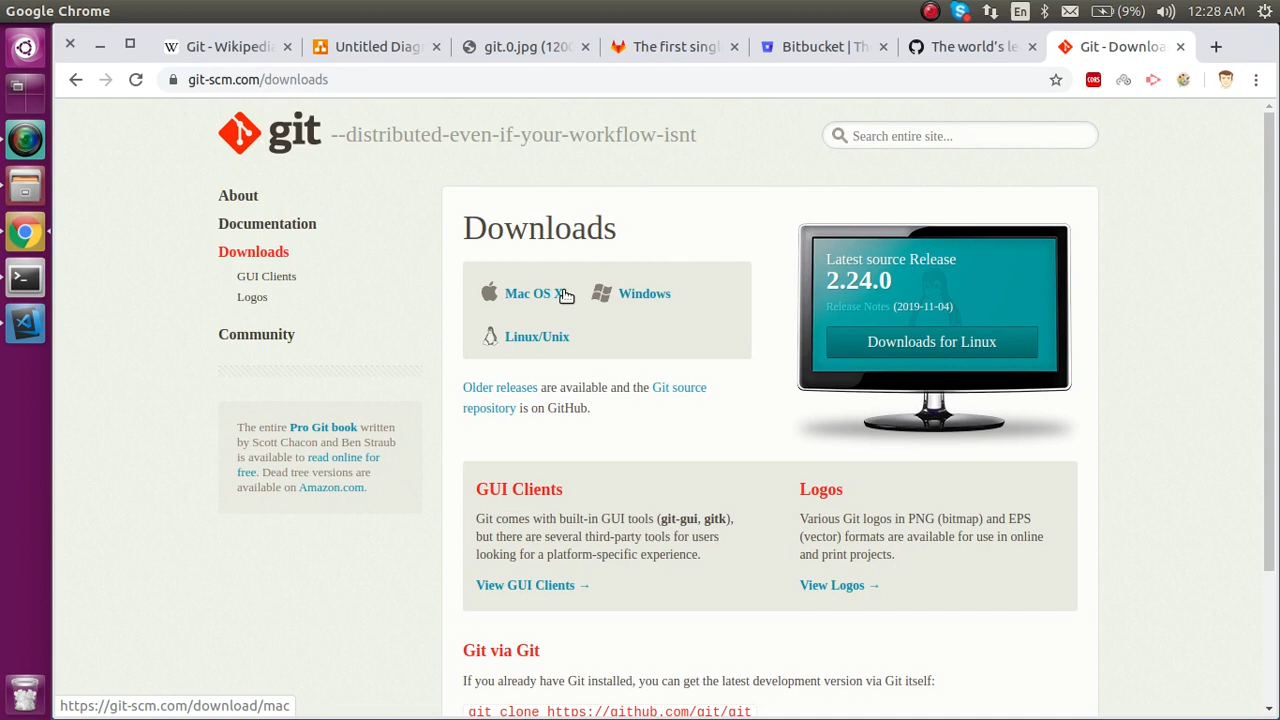 Google Chrome
En
(9%)
12:28 AM
W Git - Wikipedi
Untitled Diag
git.0.jpg (120
The first singl
Bitbucket | Th
The world's le
Git - Downloa
git-scm.com/downloads
CORS
git --distributed-even-if-your-workflow-isnt
Search entire site...
About
Documentation
Downloads
GUI Clients
Logos
Community
The entire Pro Git book written
by Scott Chacon and Ben Straub
is available to read online for
free. Dead tree versions are
available on Amazon.com.
Downloads
Mac OS X
Windows
Linux/Unix
Older releases are available and the Git source
repository is on GitHub.
Latest source Release
2.24.0
Release Notes (2019-11-04)
Downloads for Linux
GUI Clients
Git comes with built-in GUI tools (git-gui, gitk),
but there are several third-party tools for users
looking for a platform-specific experience.
View GUI Clients →
Logos
Various Git logos in PNG (bitmap) and EPS
(vector) formats are available for use in online
and print projects.
View Logos →
Git via Git
If you already have Git installed, you can get the latest development version via Git itself:
git clone https://github.com/git/git
https://git-scm.com/download/mac